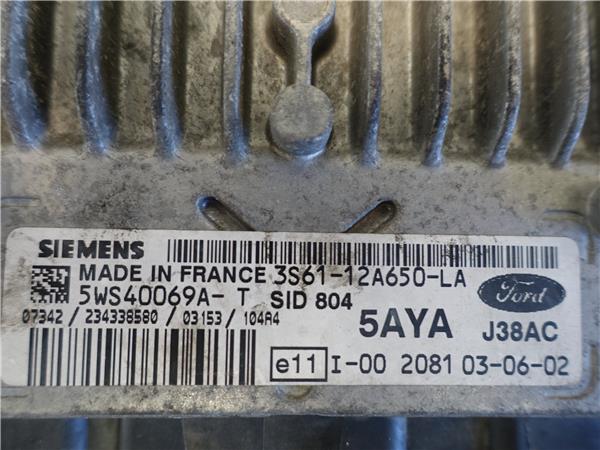 SIEMENS
MADE IN FRANCE 3S61-12A650-LA
5WS40069A- T SID 804
Ford
07342 / 234338580 / 03153 / 104A4
5AYA J38AC
e11 I-00 2081 03-06-02